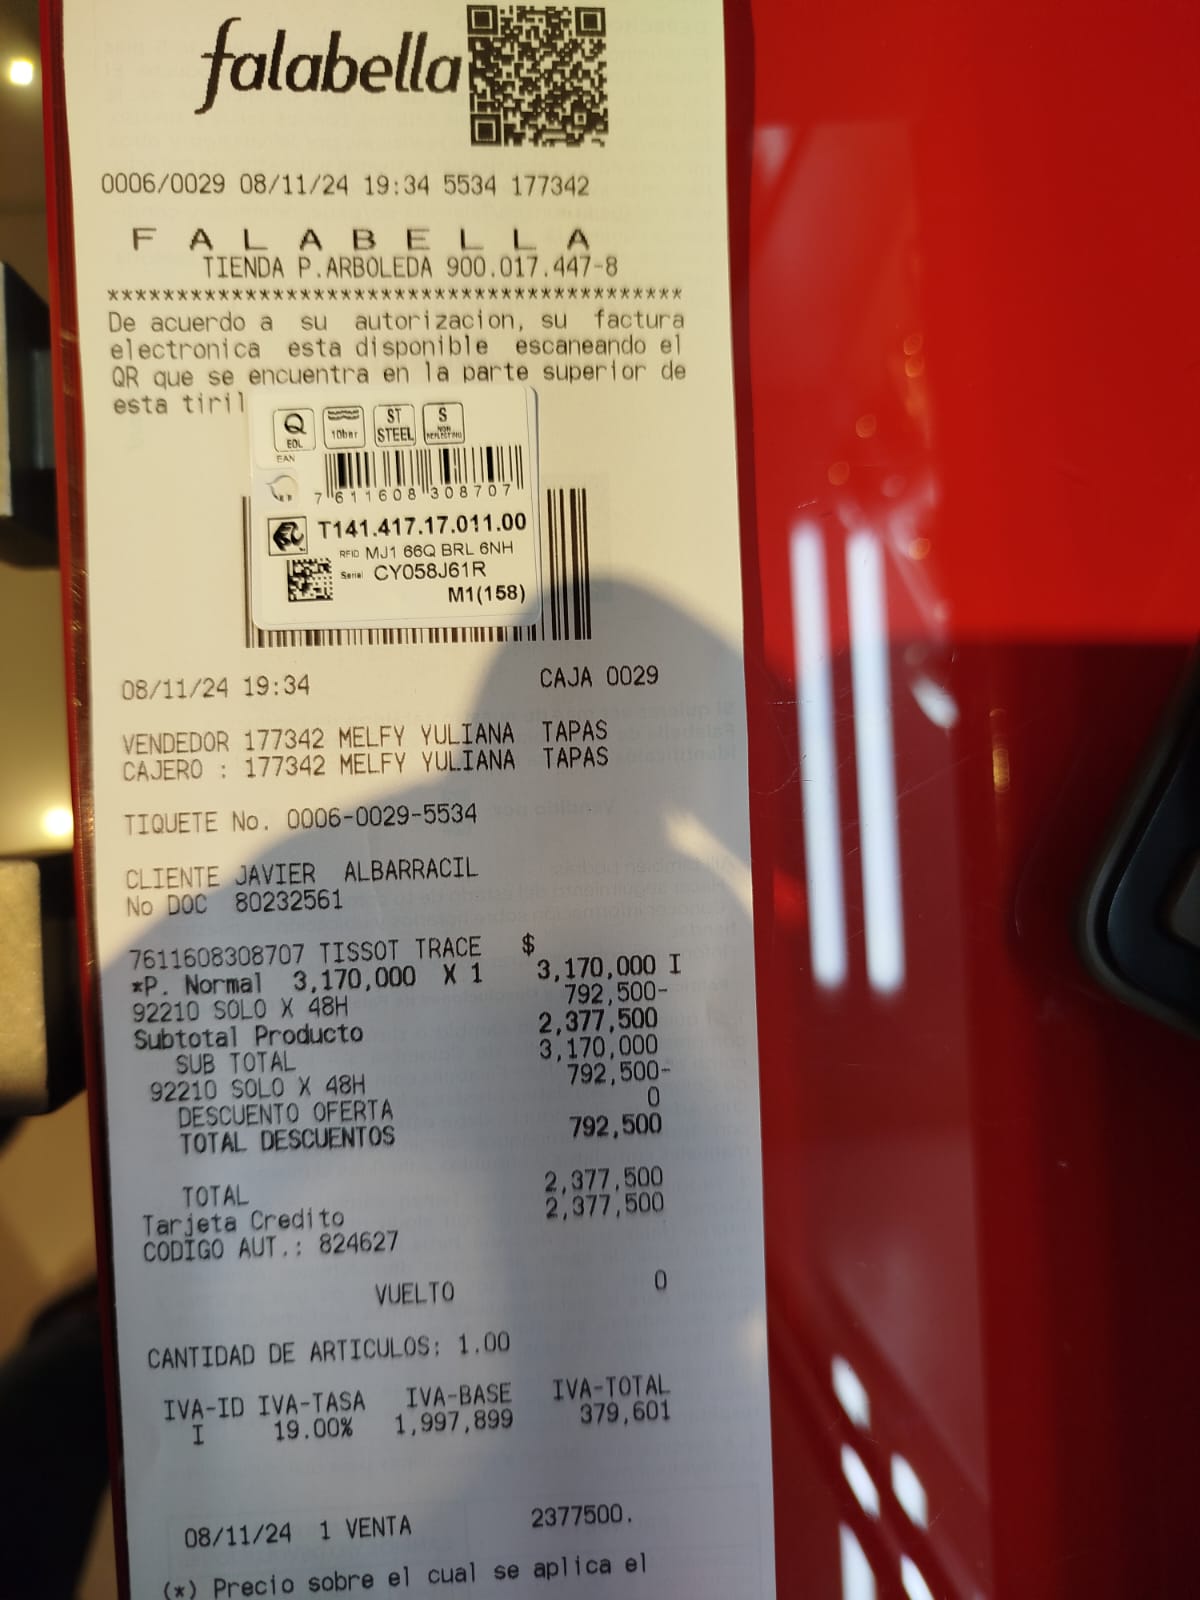 falabella
0006/0029 08/11/24 19:34 5534 177342
F A L A B E L L A
TIENDA P.ARBOLEDA 900.017.447-8
******************************************
De acuerdo a su autorizacion, su factura
electronica esta disponible escaneando el
QR que se encuentra en la parte superior de
esta tiril
Q EOL
10bar
ST STEEL
S NON REFLECTING
EAN
7 611608 308707
T141.417.17.011.00
RFID MJ1 66Q BRL 6NH
Serial CY058J61R
M1(158)
08/11/24 19:34 CAJA 0029
VENDEDOR 177342 MELFY YULIANA TAPAS
CAJERO : 177342 MELFY YULIANA TAPAS
TIQUETE No. 0006-0029-5534
CLIENTE JAVIER ALBARRACIL
No DOC 80232561
7611608308707 TISSOT TRACE $
*P. Normal 3,170,000 X 1 3,170,000 I
92210 SOLO X 48H 792,500-
Subtotal Producto 2,377,500
SUB TOTAL 3,170,000
92210 SOLO X 48H 792,500-
DESCUENTO OFERTA 0
TOTAL DESCUENTOS 792,500
TOTAL 2,377,500
Tarjeta Credito 2,377,500
CODIGO AUT.: 824627
VUELTO 0
CANTIDAD DE ARTICULOS: 1.00
IVA-ID IVA-TASA IVA-BASE IVA-TOTAL
I 19.00% 1,997,899 379,601
08/11/24 1 VENTA 2377500.
(*) Precio sobre el cual se aplica el